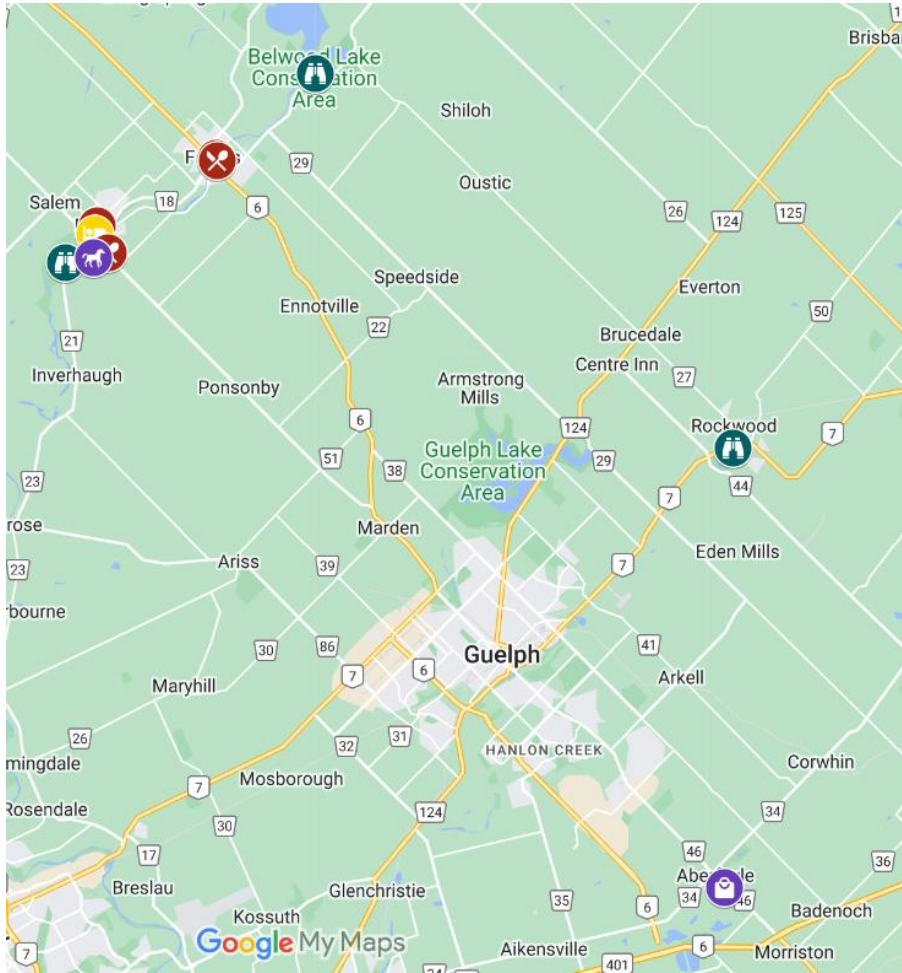 Brisban
Belwood Lake
Conservation
Area
Shiloh
29
Oustic
18
Salem
6
26
124
125
Speedside
Everton
Ennotville
22
50
21
Brucedale
Inverhaugh
Centre Inn
Armstrong
Mills
27
Ponsonby
6
124
Rockwood
7
Guelph Lake
Conservation
Area
51
38
29
23
44
7
rose
Marden
Eden Mills
Ariss
39
7
23
rbourne
41
30
86
Guelph
7
6
Arkell
Maryhill
26
32
31
HANLON CREEK
mingdale
Mosborough
Corwhin
7
Rosendale
124
34
30
17
46
36
Breslau
Glenchristie
35
34
46
6
Badenoch
Kossuth
Google My Maps
Aikensville
6
7
Morriston
34
401